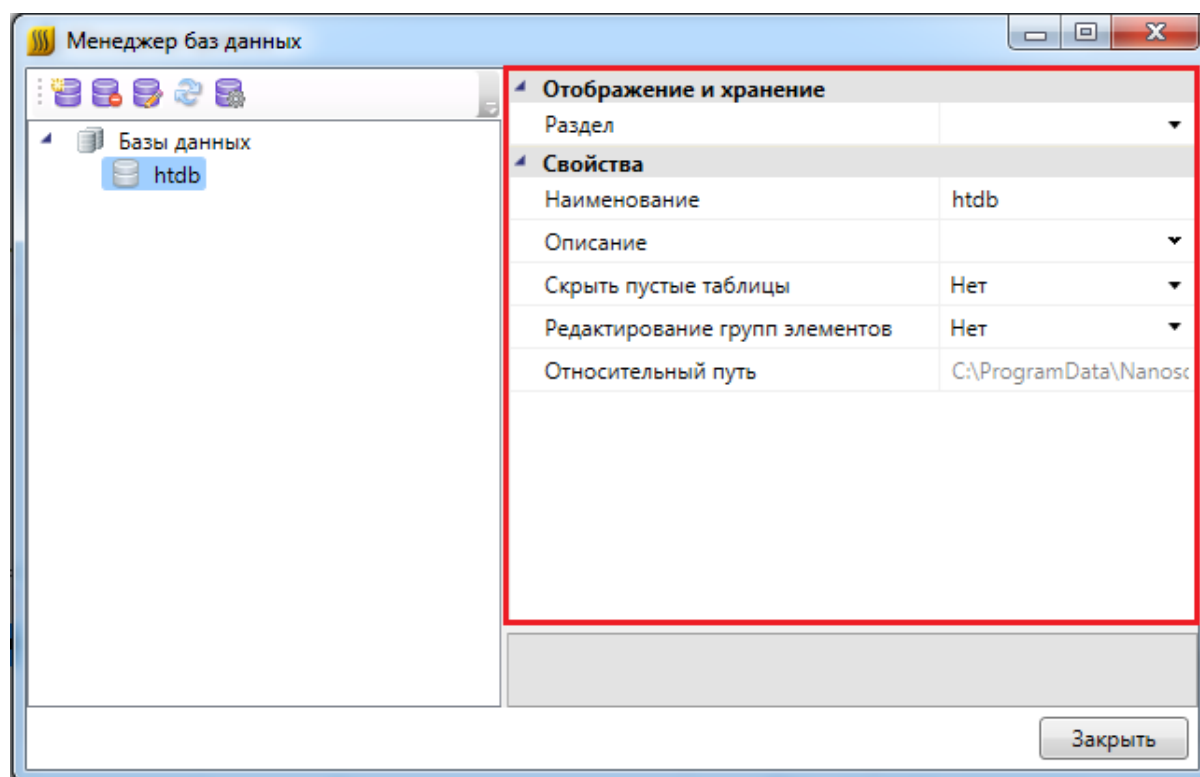 Менеджер баз данных
Базы данных
htdb
Отображение и хранение
Раздел
Свойства
Наименование htdb
Описание
Скрыть пустые таблицы Нет
Редактирование групп элементов Нет
Относительный путь C:\ProgramData\Nanosc
Закрыть